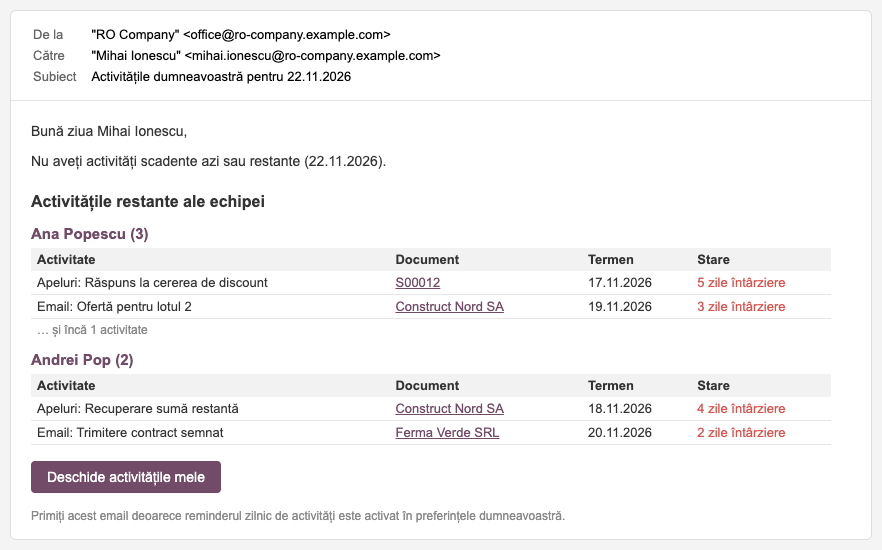 De la "RO Company" <office@ro-company.example.com>
Către "Mihai Ionescu" <mihai.ionescu@ro-company.example.com>
Subiect Activitățile dumneavoastră pentru 22.11.2026
Bună ziua Mihai Ionescu,
Nu aveți activități scadente azi sau restante (22.11.2026).
Activitățile restante ale echipei
Ana Popescu (3)
Activitate Document Termen Stare
Apeluri: Răspuns la cererea de discount S00012 17.11.2026 5 zile întârziere
Email: Ofertă pentru lotul 2 Construct Nord SA 19.11.2026 3 zile întârziere
… și încă 1 activitate
Andrei Pop (2)
Activitate Document Termen Stare
Apeluri: Recuperare sumă restantă Construct Nord SA 18.11.2026 4 zile întârziere
Email: Trimitere contract semnat Ferma Verde SRL 20.11.2026 2 zile întârziere
Deschide activitățile mele
Primiți acest email deoarece reminderul zilnic de activități este activat în preferințele dumneavoastră.